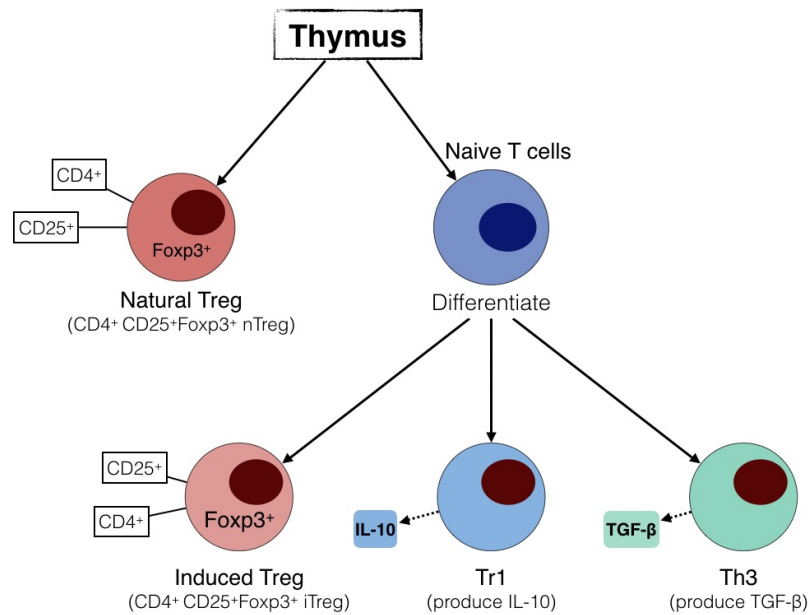 Thymus
Naive T cells
CD4⁺
CD25⁺
Foxp3⁺
Natural Treg
(CD4⁺ CD25⁺Foxp3⁺ nTreg)
Differentiate
CD25⁺
CD4⁺
Foxp3⁺
IL-10
TGF-β
Induced Treg
(CD4⁺ CD25⁺Foxp3⁺ iTreg)
Tr1
(produce IL-10)
Th3
(produce TGF-β)